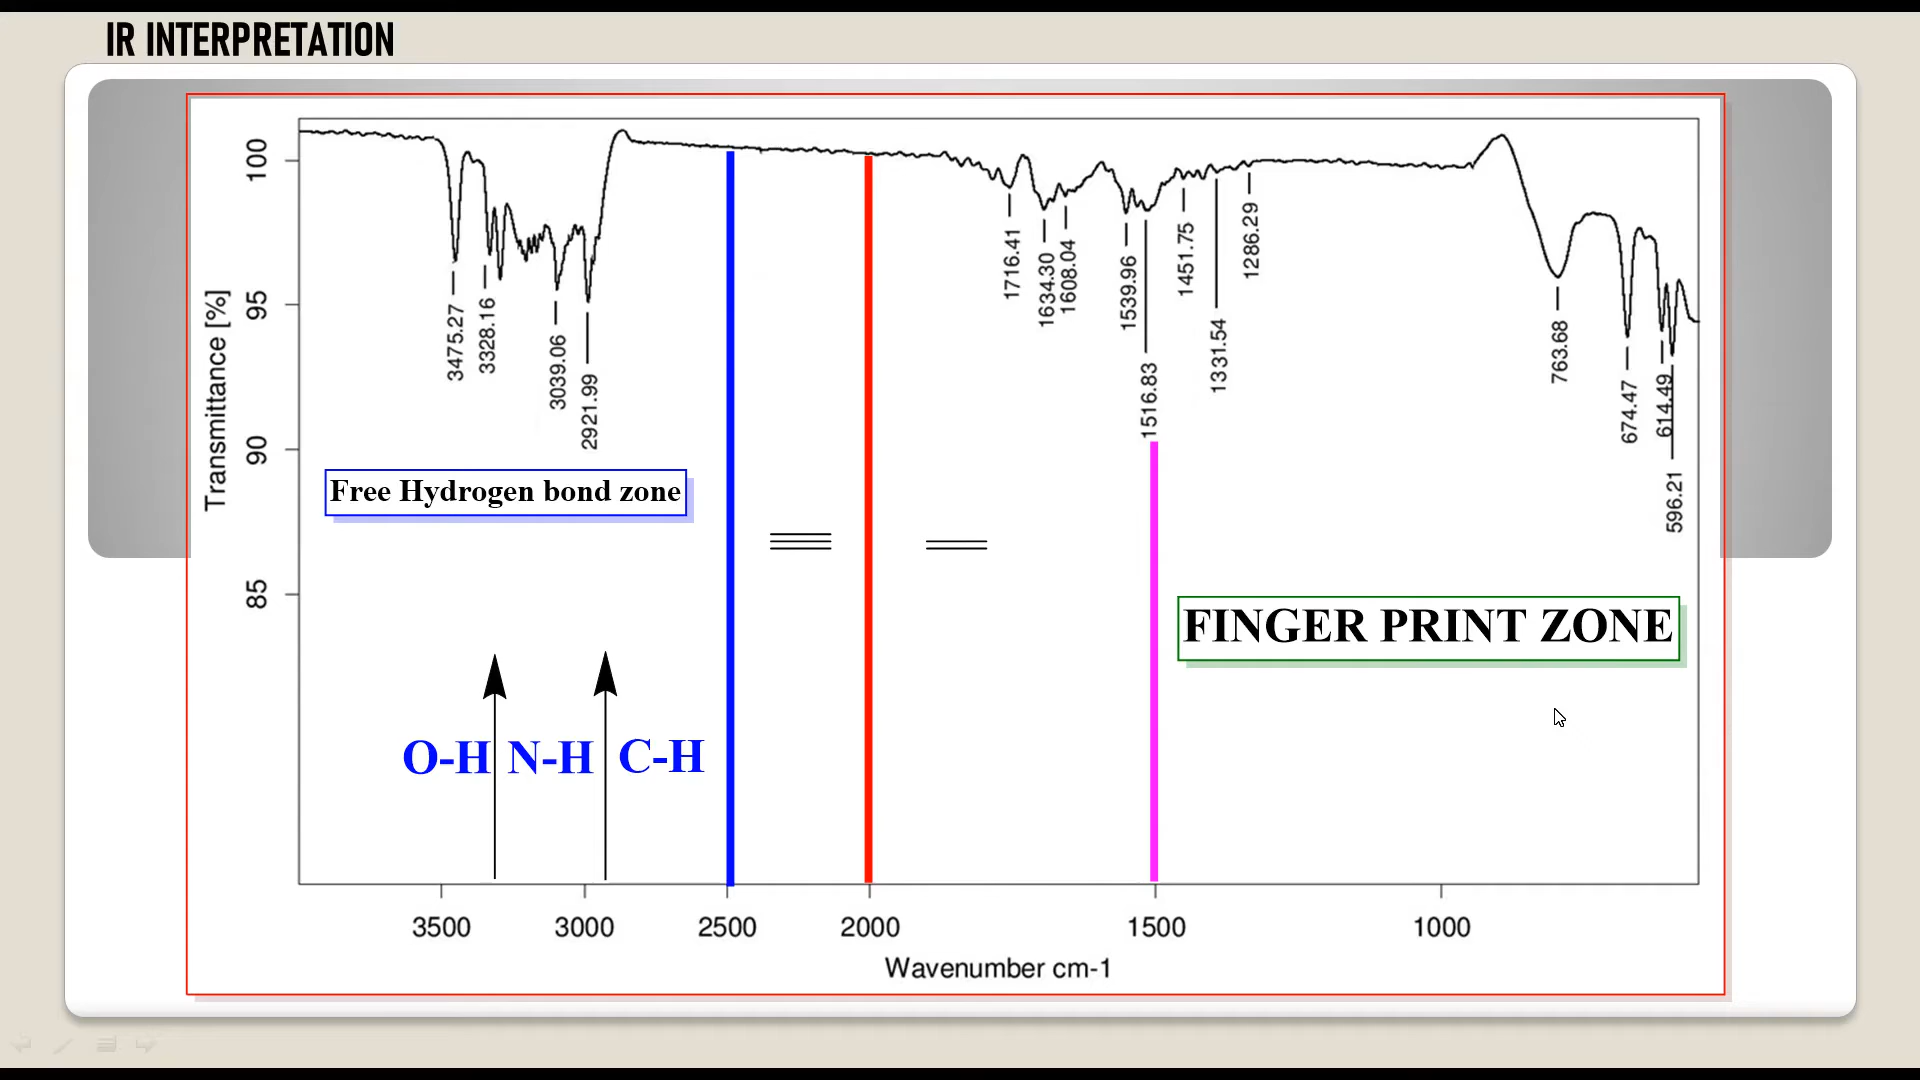 IR INTERPRETATION
100
95
90
85
Transmittance [%]
3475.27
3328.16
3039.06
2921.99
1716.41
1634.30
1608.04
1539.96
1516.83
1451.75
1331.54
1286.29
763.68
674.47
614.49
596.21
Free Hydrogen bond zone
FINGER PRINT ZONE
O-H N-H C-H
3500 3000 2500 2000 1500 1000
Wavenumber cm-1